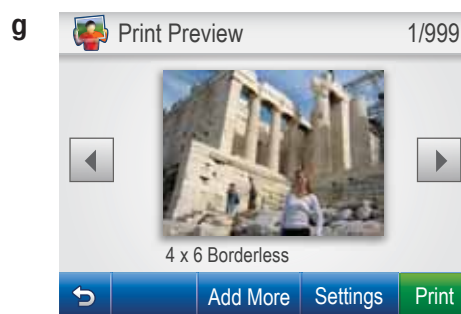 g
Print Preview 1/999
4 x 6 Borderless
Add More Settings Print